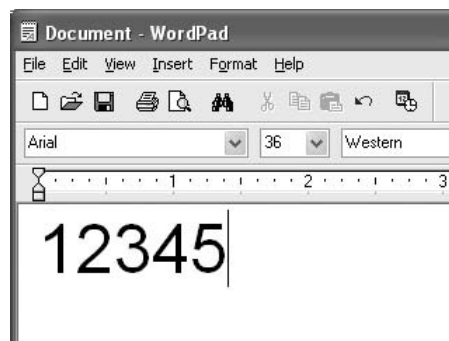 Document - WordPad
File Edit View Insert Format Help
Arial 36 Western
1 2 3
12345